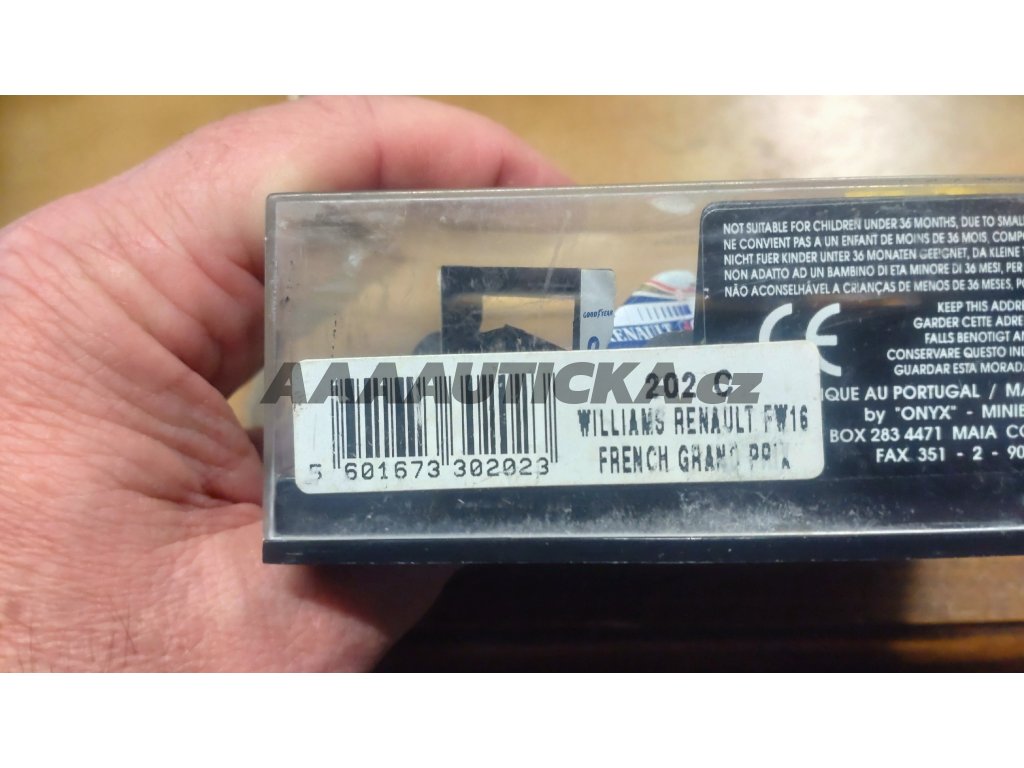 NOT SUITABLE FOR CHILDREN UNDER 36 MONTHS, DUE TO SMALL
NE CONVIENT PAS A UN ENFANT DE MOINS DE 36 MOIS, COMPO
NICHT FUER KINDER UNTER 36 MONATEN GEEIGNET, DA KLEINE
NON ADATTO AD UN BAMBINO DI ETA MINORE DI 36 MESI, PER
NÃO ACONSELHÁVEL A CRIANÇAS DE MENOS DE 36 MESES,
KEEP THIS ADDRE
GARDER CETTE ADRE
FALLS BENOTIGT AN
CONSERVARE QUESTO IND
GUARDAR ESTA MORAD
CE
IQUE AU PORTUGAL / MA
by "ONYX" - MINIE
BOX 283 4471 MAIA CO
FAX 351 - 2 - 90
GOODYEAR
RENAULT
AAAAUTICKA.cz
202 C
WILLIAMS RENAULT FW16
FRENCH GRAND PRIX
5 601673 302023